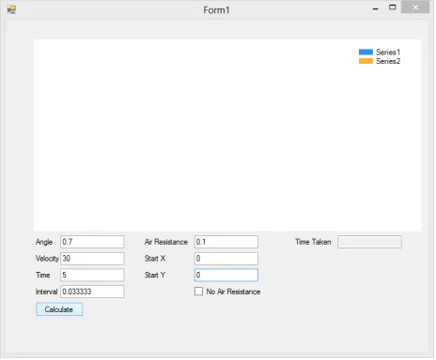 Form1
Series1
Series2
Angle 0.7 Air Resistance 0.1 Time Taken
Velocity 30 Start X 0
Time 5 Start Y 0
Interval 0.033333 No Air Resistance
Calculate